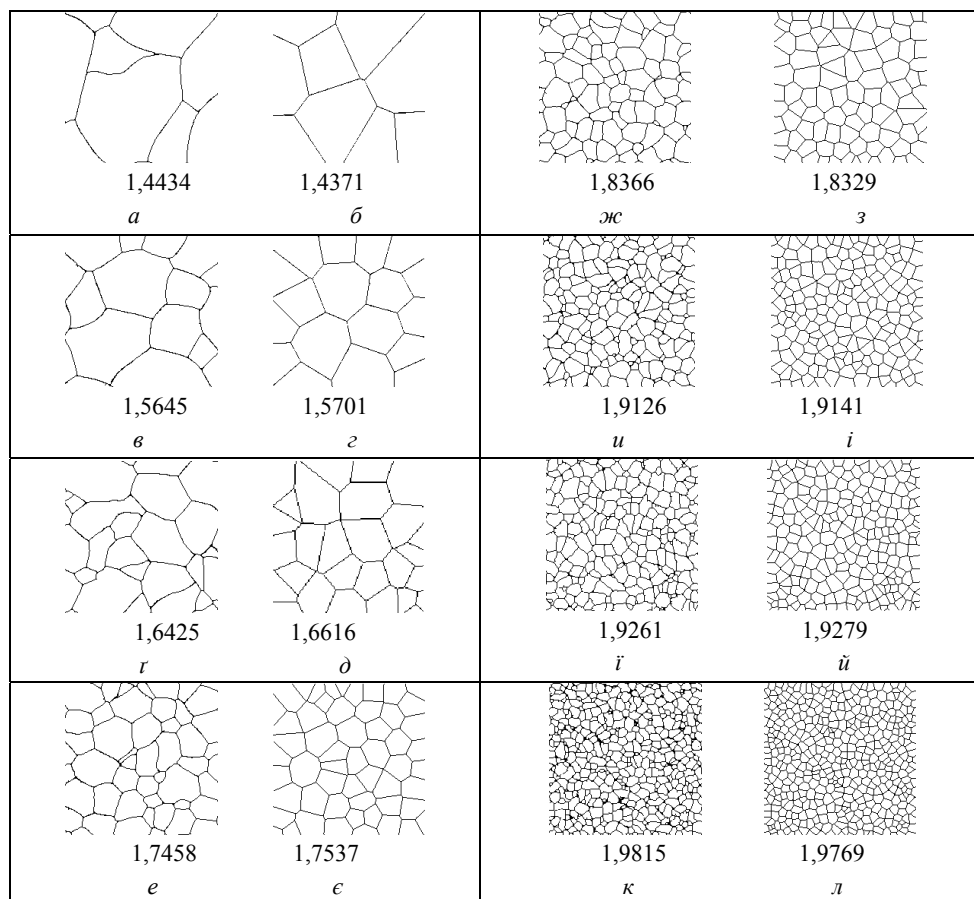 1,4434 1,4371 1,8366 1,8329
а б ж з
1,5645 1,5701 1,9126 1,9141
в г и і
1,6425 1,6616 1,9261 1,9279
ґ д ї й
1,7458 1,7537 1,9815 1,9769
е є к л